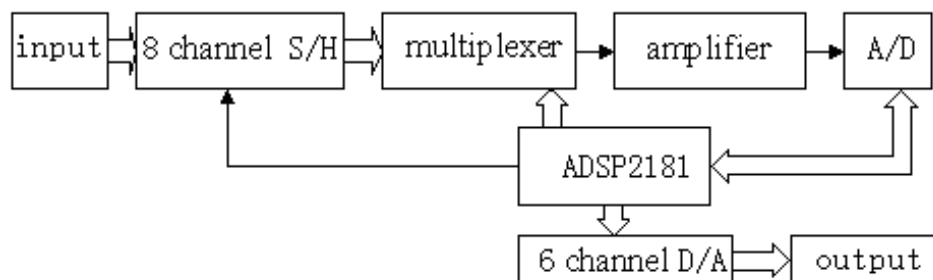 input
8 channel S/H
multiplexer
amplifier
A/D
ADSP2181
6 channel D/A
output